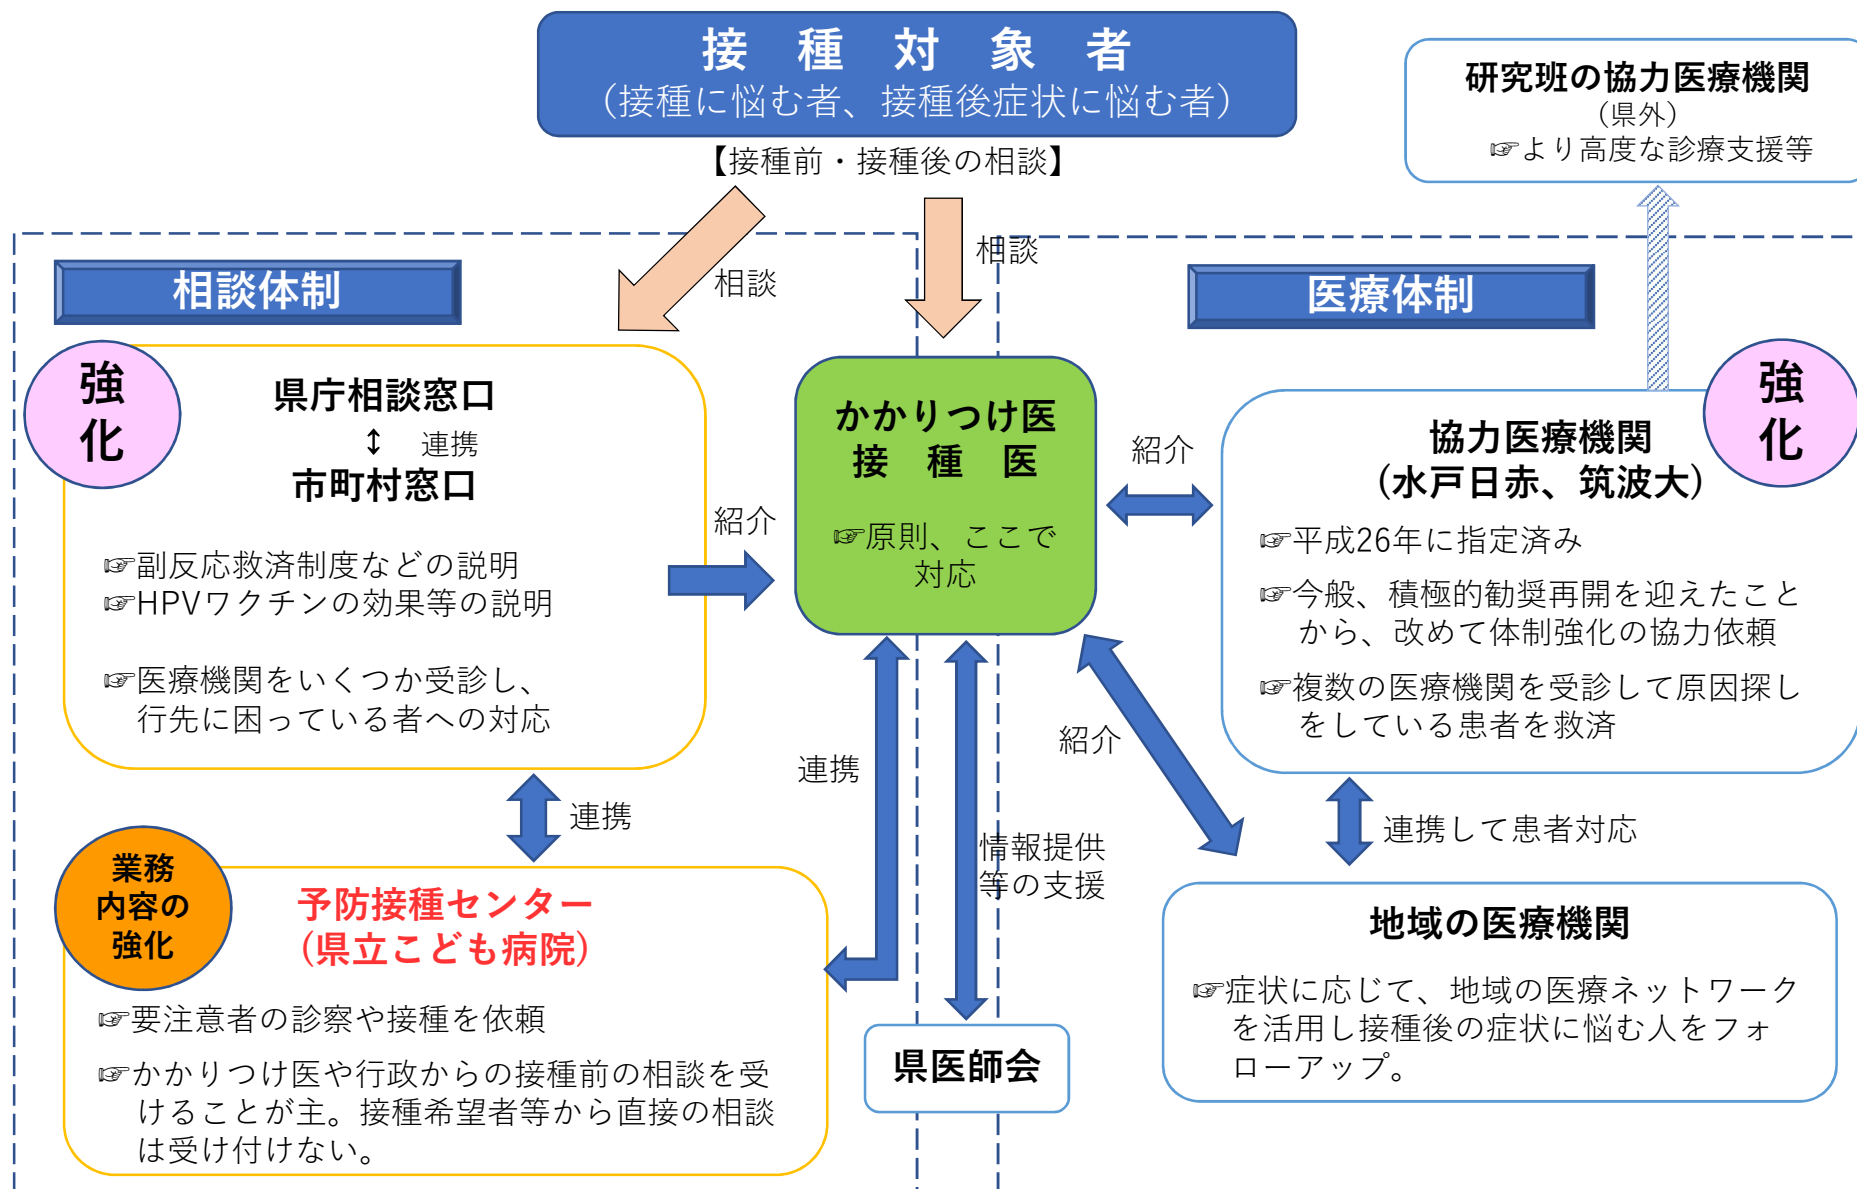 接種対象者
（接種に悩む者、接種後症状に悩む者）
【接種前・接種後の相談】
研究班の協力医療機関
（県外）
☞より高度な診療支援等
相談
相談
相談体制
医療体制
強
化
県庁相談窓口
↕ 連携
市町村窓口
☞副反応救済制度などの説明
☞HPVワクチンの効果等の説明
☞医療機関をいくつか受診し、
行先に困っている者への対応
紹介
かかりつけ医
接種医
☞原則、ここで
対応
紹介
強
化
協力医療機関
(水戸日赤、筑波大)
☞平成26年に指定済み
☞今般、積極的勧奨再開を迎えたこと
から、改めて体制強化の協力依頼
☞複数の医療機関を受診して原因探し
をしている患者を救済
連携
連携
情報提供
等の支援
紹介
連携して患者対応
業務
内容の
強化
予防接種センター
(県立こども病院)
☞要注意者の診察や接種を依頼
☞かかりつけ医や行政からの接種前の相談を受
けることが主。接種希望者等から直接の相談
は受け付けない。
県医師会
地域の医療機関
☞症状に応じて、地域の医療ネットワーク
を活用し接種後の症状に悩む人をフォ
ローアップ。